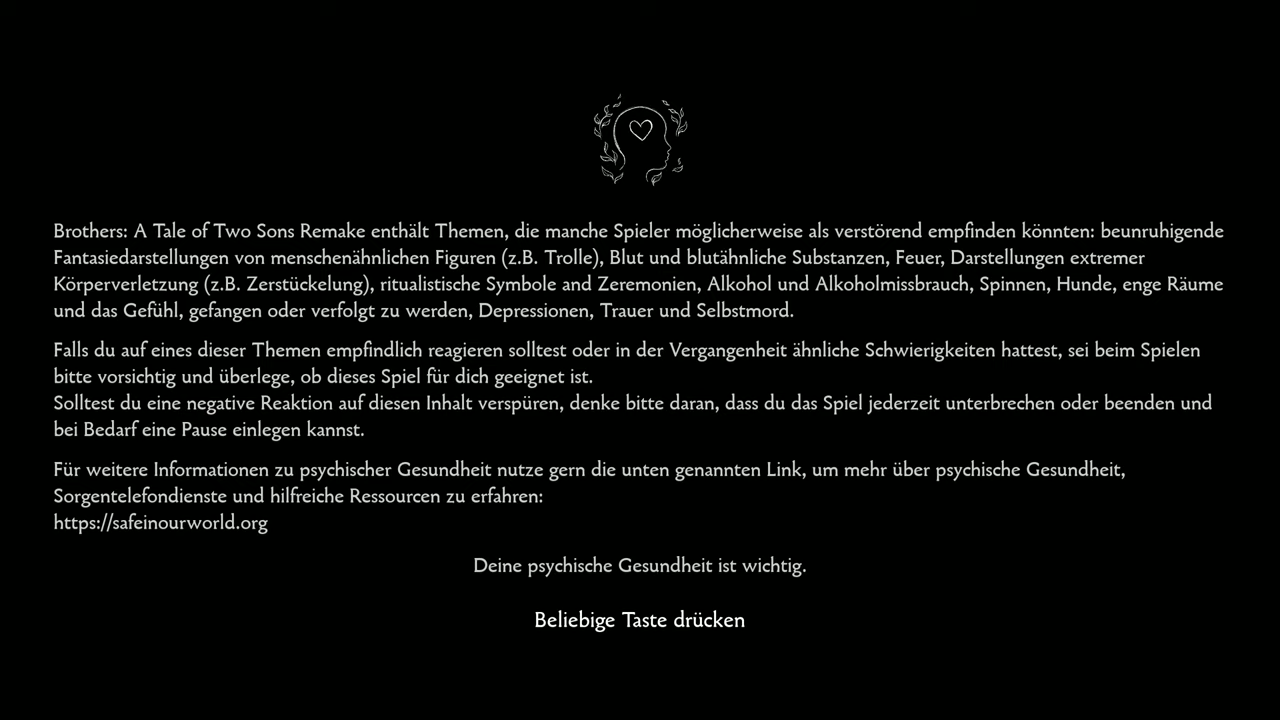 Brothers: A Tale of Two Sons Remake enthält Themen, die manche Spieler möglicherweise als verstörend empfinden könnten: beunruhigende
Fantasiedarstellungen von menschenähnlichen Figuren (z.B. Trolle), Blut und blutähnliche Substanzen, Feuer, Darstellungen extremer
Körperverletzung (z.B. Zerstückelung), ritualistische Symbole and Zeremonien, Alkohol und Alkoholmissbrauch, Spinnen, Hunde, enge Räume
und das Gefühl, gefangen oder verfolgt zu werden, Depressionen, Trauer und Selbstmord.
Falls du auf eines dieser Themen empfindlich reagieren solltest oder in der Vergangenheit ähnliche Schwierigkeiten hattest, sei beim Spielen
bitte vorsichtig und überlege, ob dieses Spiel für dich geeignet ist.
Solltest du eine negative Reaktion auf diesen Inhalt verspüren, denke bitte daran, dass du das Spiel jederzeit unterbrechen oder beenden und
bei Bedarf eine Pause einlegen kannst.
Für weitere Informationen zu psychischer Gesundheit nutze gern die unten genannten Link, um mehr über psychische Gesundheit,
Sorgentelefondienste und hilfreiche Ressourcen zu erfahren:
https://safeinourworld.org
Deine psychische Gesundheit ist wichtig.
Beliebige Taste drücken